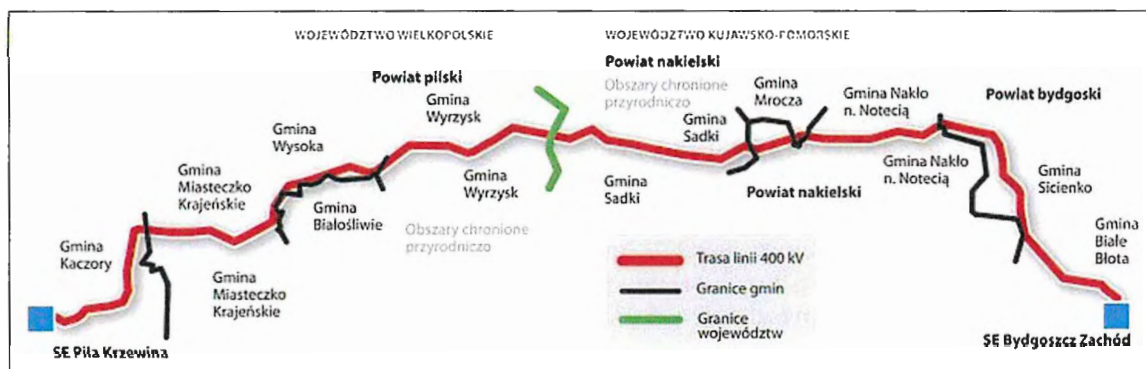 WOJEWÓDZTWO WIELKOPOLSKIE
WOJEWÓDZTWO KUJAWSKO-POMORSKIE
Powiat pilski
Powiat nakielski
Obszary chronione
przyrodniczo
Gmina
Wyrzysk
Gmina
Mrocza
Gmina Nakło
n. Notecią
Powiat bydgoski
Gmina
Wysoka
Gmina
Sadki
Gmina
Miasteczko
Krajeńskie
Gmina
Wyrzysk
Gmina
Sadki
Powiat nakielski
Gmina Nakło
n. Notecią
Gmina
Sicienko
Gmina
Białośliwie
Obszary chronione
przyrodniczo
Gmina
Kaczory
Gmina
Miasteczko
Krajeńskie
Gmina
Białe
Błota
Trasa linii 400 kV
Granice gmin
Granice
województw
SE Piła Krzewina
SE Bydgoszcz Zachód